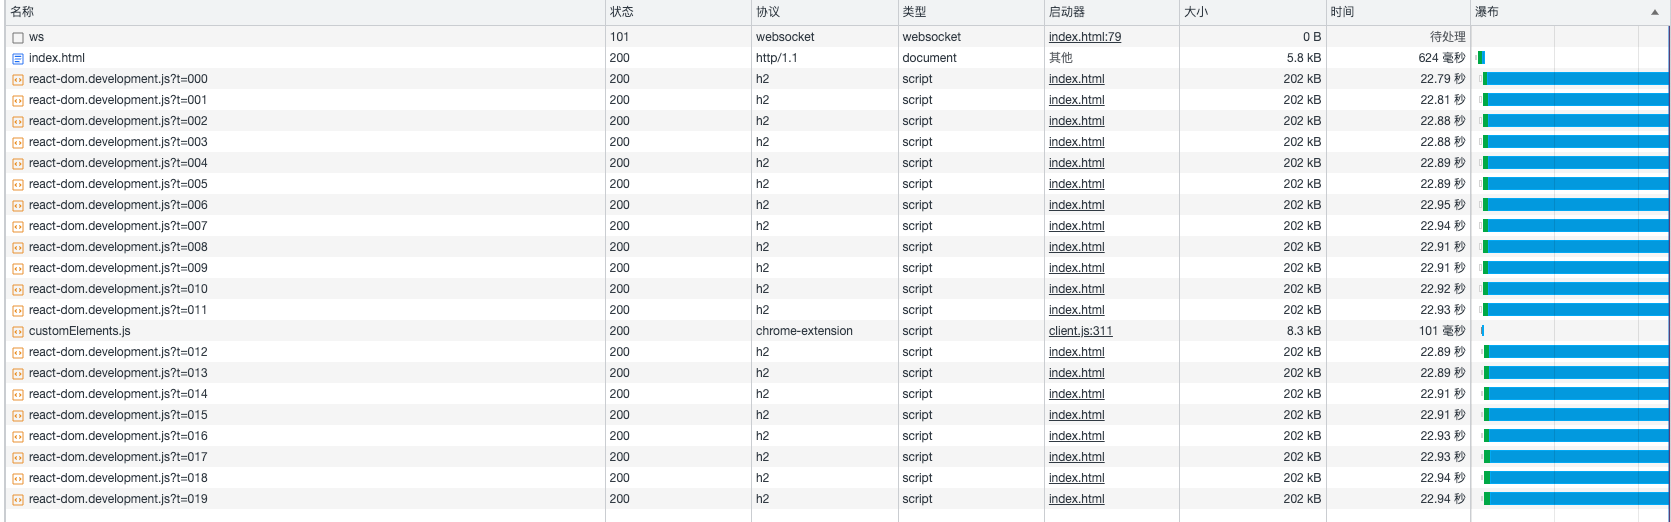 名称 状态 协议 类型 启动器 大小 时间 瀑布
ws 101 websocket websocket index.html:79 0 B 待处理
index.html 200 http/1.1 document 其他 5.8 kB 624 毫秒
react-dom.development.js?t=000 200 h2 script index.html 202 kB 22.79 秒
react-dom.development.js?t=001 200 h2 script index.html 202 kB 22.81 秒
react-dom.development.js?t=002 200 h2 script index.html 202 kB 22.88 秒
react-dom.development.js?t=003 200 h2 script index.html 202 kB 22.88 秒
react-dom.development.js?t=004 200 h2 script index.html 202 kB 22.89 秒
react-dom.development.js?t=005 200 h2 script index.html 202 kB 22.89 秒
react-dom.development.js?t=006 200 h2 script index.html 202 kB 22.95 秒
react-dom.development.js?t=007 200 h2 script index.html 202 kB 22.94 秒
react-dom.development.js?t=008 200 h2 script index.html 202 kB 22.91 秒
react-dom.development.js?t=009 200 h2 script index.html 202 kB 22.91 秒
react-dom.development.js?t=010 200 h2 script index.html 202 kB 22.92 秒
react-dom.development.js?t=011 200 h2 script index.html 202 kB 22.93 秒
customElements.js 200 chrome-extension script client.js:311 8.3 kB 101 毫秒
react-dom.development.js?t=012 200 h2 script index.html 202 kB 22.89 秒
react-dom.development.js?t=013 200 h2 script index.html 202 kB 22.89 秒
react-dom.development.js?t=014 200 h2 script index.html 202 kB 22.91 秒
react-dom.development.js?t=015 200 h2 script index.html 202 kB 22.91 秒
react-dom.development.js?t=016 200 h2 script index.html 202 kB 22.93 秒
react-dom.development.js?t=017 200 h2 script index.html 202 kB 22.93 秒
react-dom.development.js?t=018 200 h2 script index.html 202 kB 22.94 秒
react-dom.development.js?t=019 200 h2 script index.html 202 kB 22.94 秒